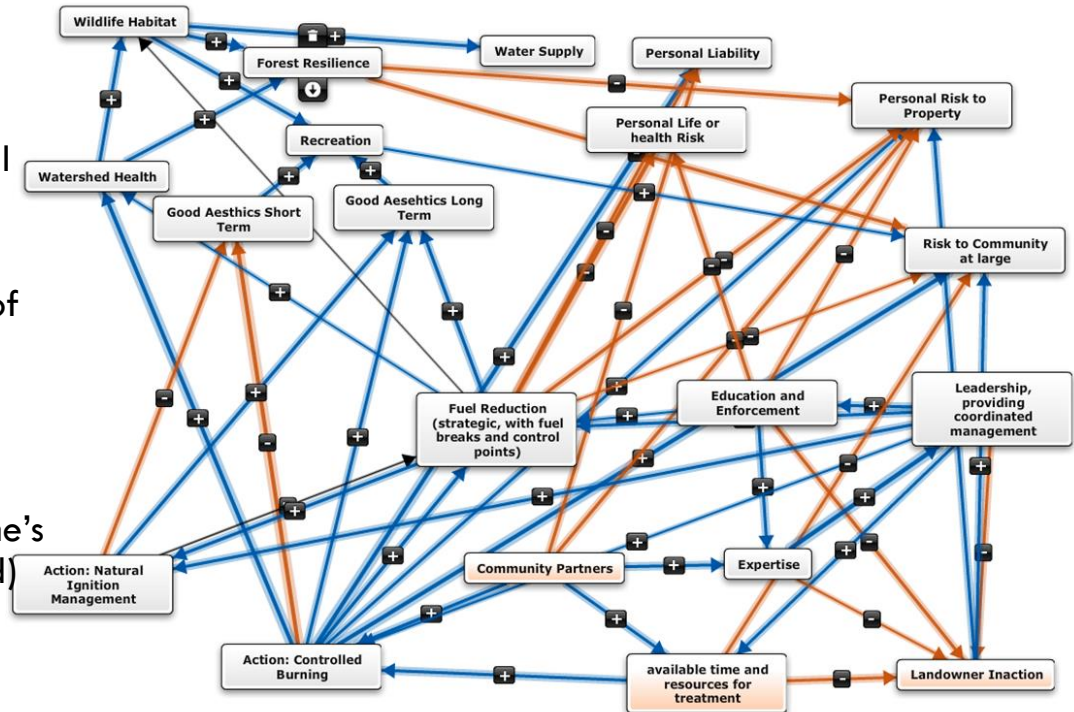 Wildlife Habitat
Water Supply
Personal Liability
Forest Resilience
Personal Risk to
Property
Personal Life or
health Risk
Recreation
Watershed Health
Good Aesthics Short
Term
Good Aesehtics Long
Term
Risk to Community
at large
l
of
Fuel Reduction
(strategic, with fuel
breaks and control
points)
Education and
Enforcement
Leadership,
providing
coordinated
management
ne's
d)
Action: Natural
Ignition
Management
Community Partners
Expertise
Action: Controlled
Burning
available time and
resources for
treatment
Landowner Inaction